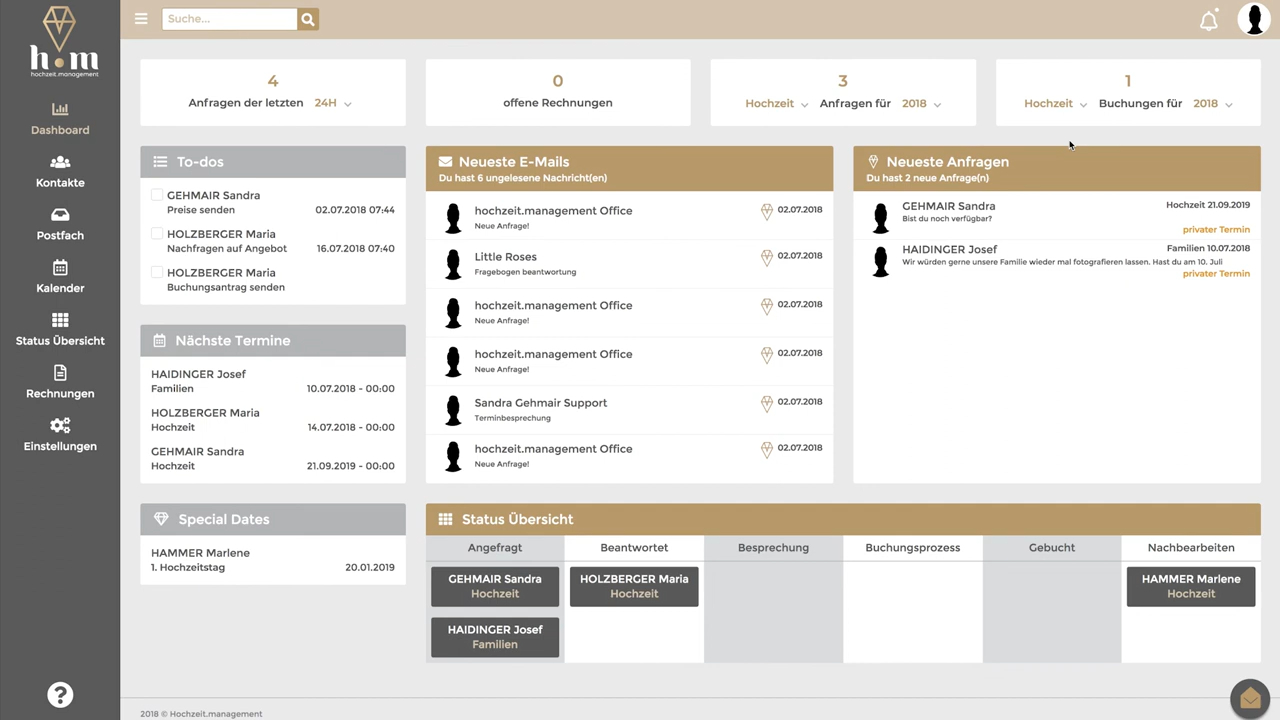 h.m
hochzeit.management
Dashboard
Kontakte
Postfach
Kalender
Status Übersicht
Rechnungen
Einstellungen
?
Suche...
4
Anfragen der letzten 24H
0
offene Rechnungen
3
Hochzeit Anfragen für 2018
1
Hochzeit Buchungen für 2018
To-dos
GEHMAIR Sandra
Preise senden 02.07.2018 07:44
HOLZBERGER Maria
Nachfragen auf Angebot 16.07.2018 07:40
HOLZBERGER Maria
Buchungsantrag senden
Nächste Termine
HAIDINGER Josef
Familien 10.07.2018 - 00:00
HOLZBERGER Maria
Hochzeit 14.07.2018 - 00:00
GEHMAIR Sandra
Hochzeit 21.09.2019 - 00:00
Special Dates
HAMMER Marlene
1. Hochzeitstag 20.01.2019
Neueste E-Mails
Du hast 6 ungelesene Nachricht(en)
hochzeit.management Office 02.07.2018
Neue Anfrage!
Little Roses 02.07.2018
Fragebogen beantwortung
hochzeit.management Office 02.07.2018
Neue Anfrage!
hochzeit.management Office 02.07.2018
Neue Anfrage!
Sandra Gehmair Support 02.07.2018
Terminbesprechung
hochzeit.management Office 02.07.2018
Neue Anfrage!
Neueste Anfragen
Du hast 2 neue Anfrage(n)
GEHMAIR Sandra Hochzeit 21.09.2019
Bist du noch verfügbar?
privater Termin
HAIDINGER Josef Familien 10.07.2018
Wir würden gerne unsere Familie wieder mal fotografieren lassen. Hast du am 10. Juli
privater Termin
Status Übersicht
Angefragt Beantwortet Besprechung Buchungsprozess Gebucht Nachbearbeiten
GEHMAIR Sandra HOLZBERGER Maria HAMMER Marlene
Hochzeit Hochzeit Hochzeit
HAIDINGER Josef
Familien
2018 © Hochzeit.management